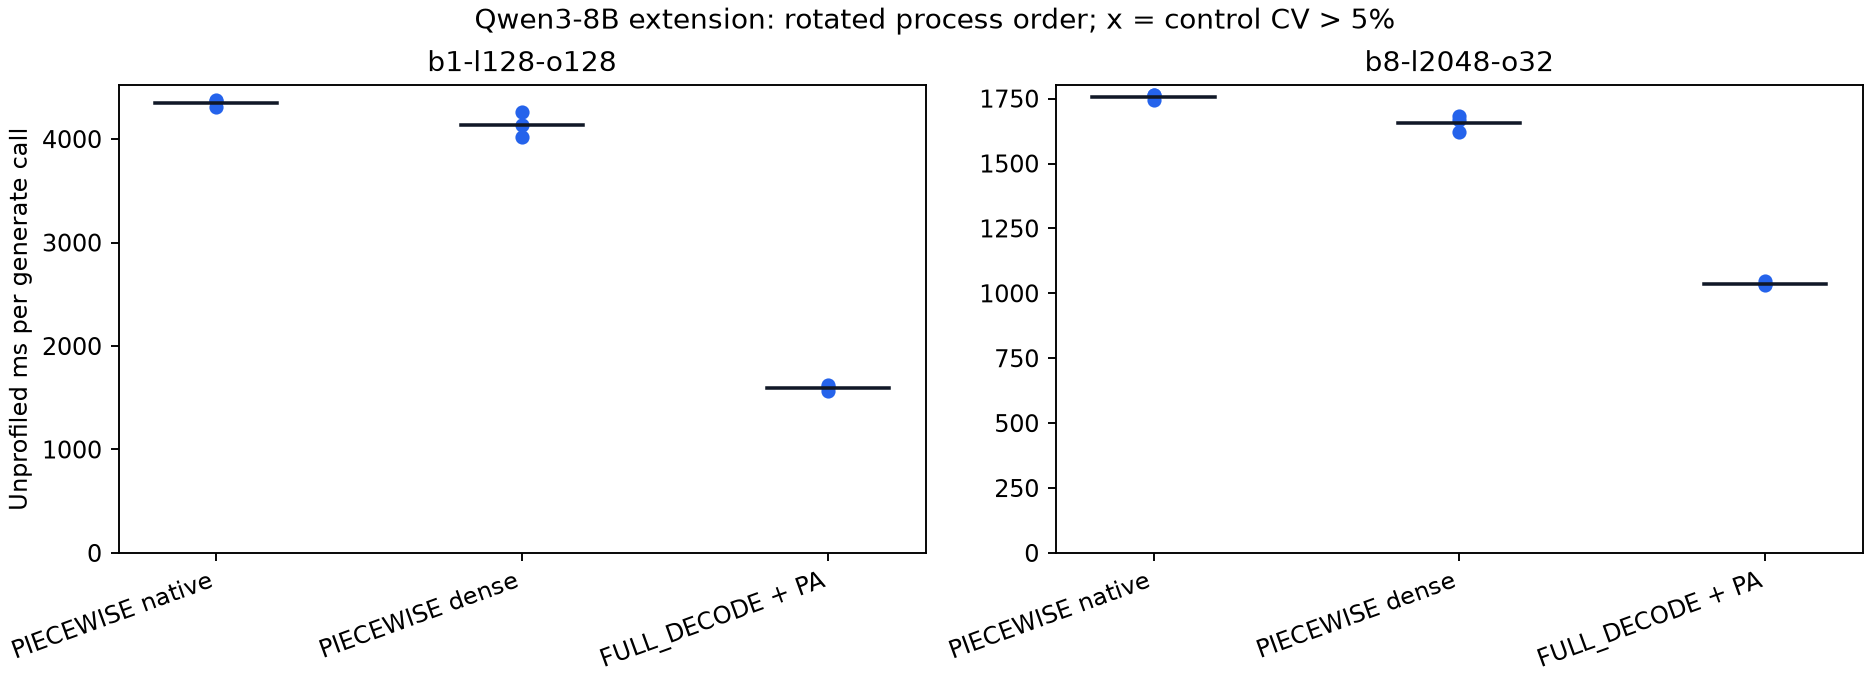 Qwen3-8B extension: rotated process order; x = control CV > 5%
b1-l128-o128
Unprofiled ms per generate call
4000
3000
2000
1000
0
PIECEWISE native
PIECEWISE dense
FULL_DECODE + PA
b8-l2048-o32
1750
1500
1250
1000
750
500
250
0
PIECEWISE native
PIECEWISE dense
FULL_DECODE + PA